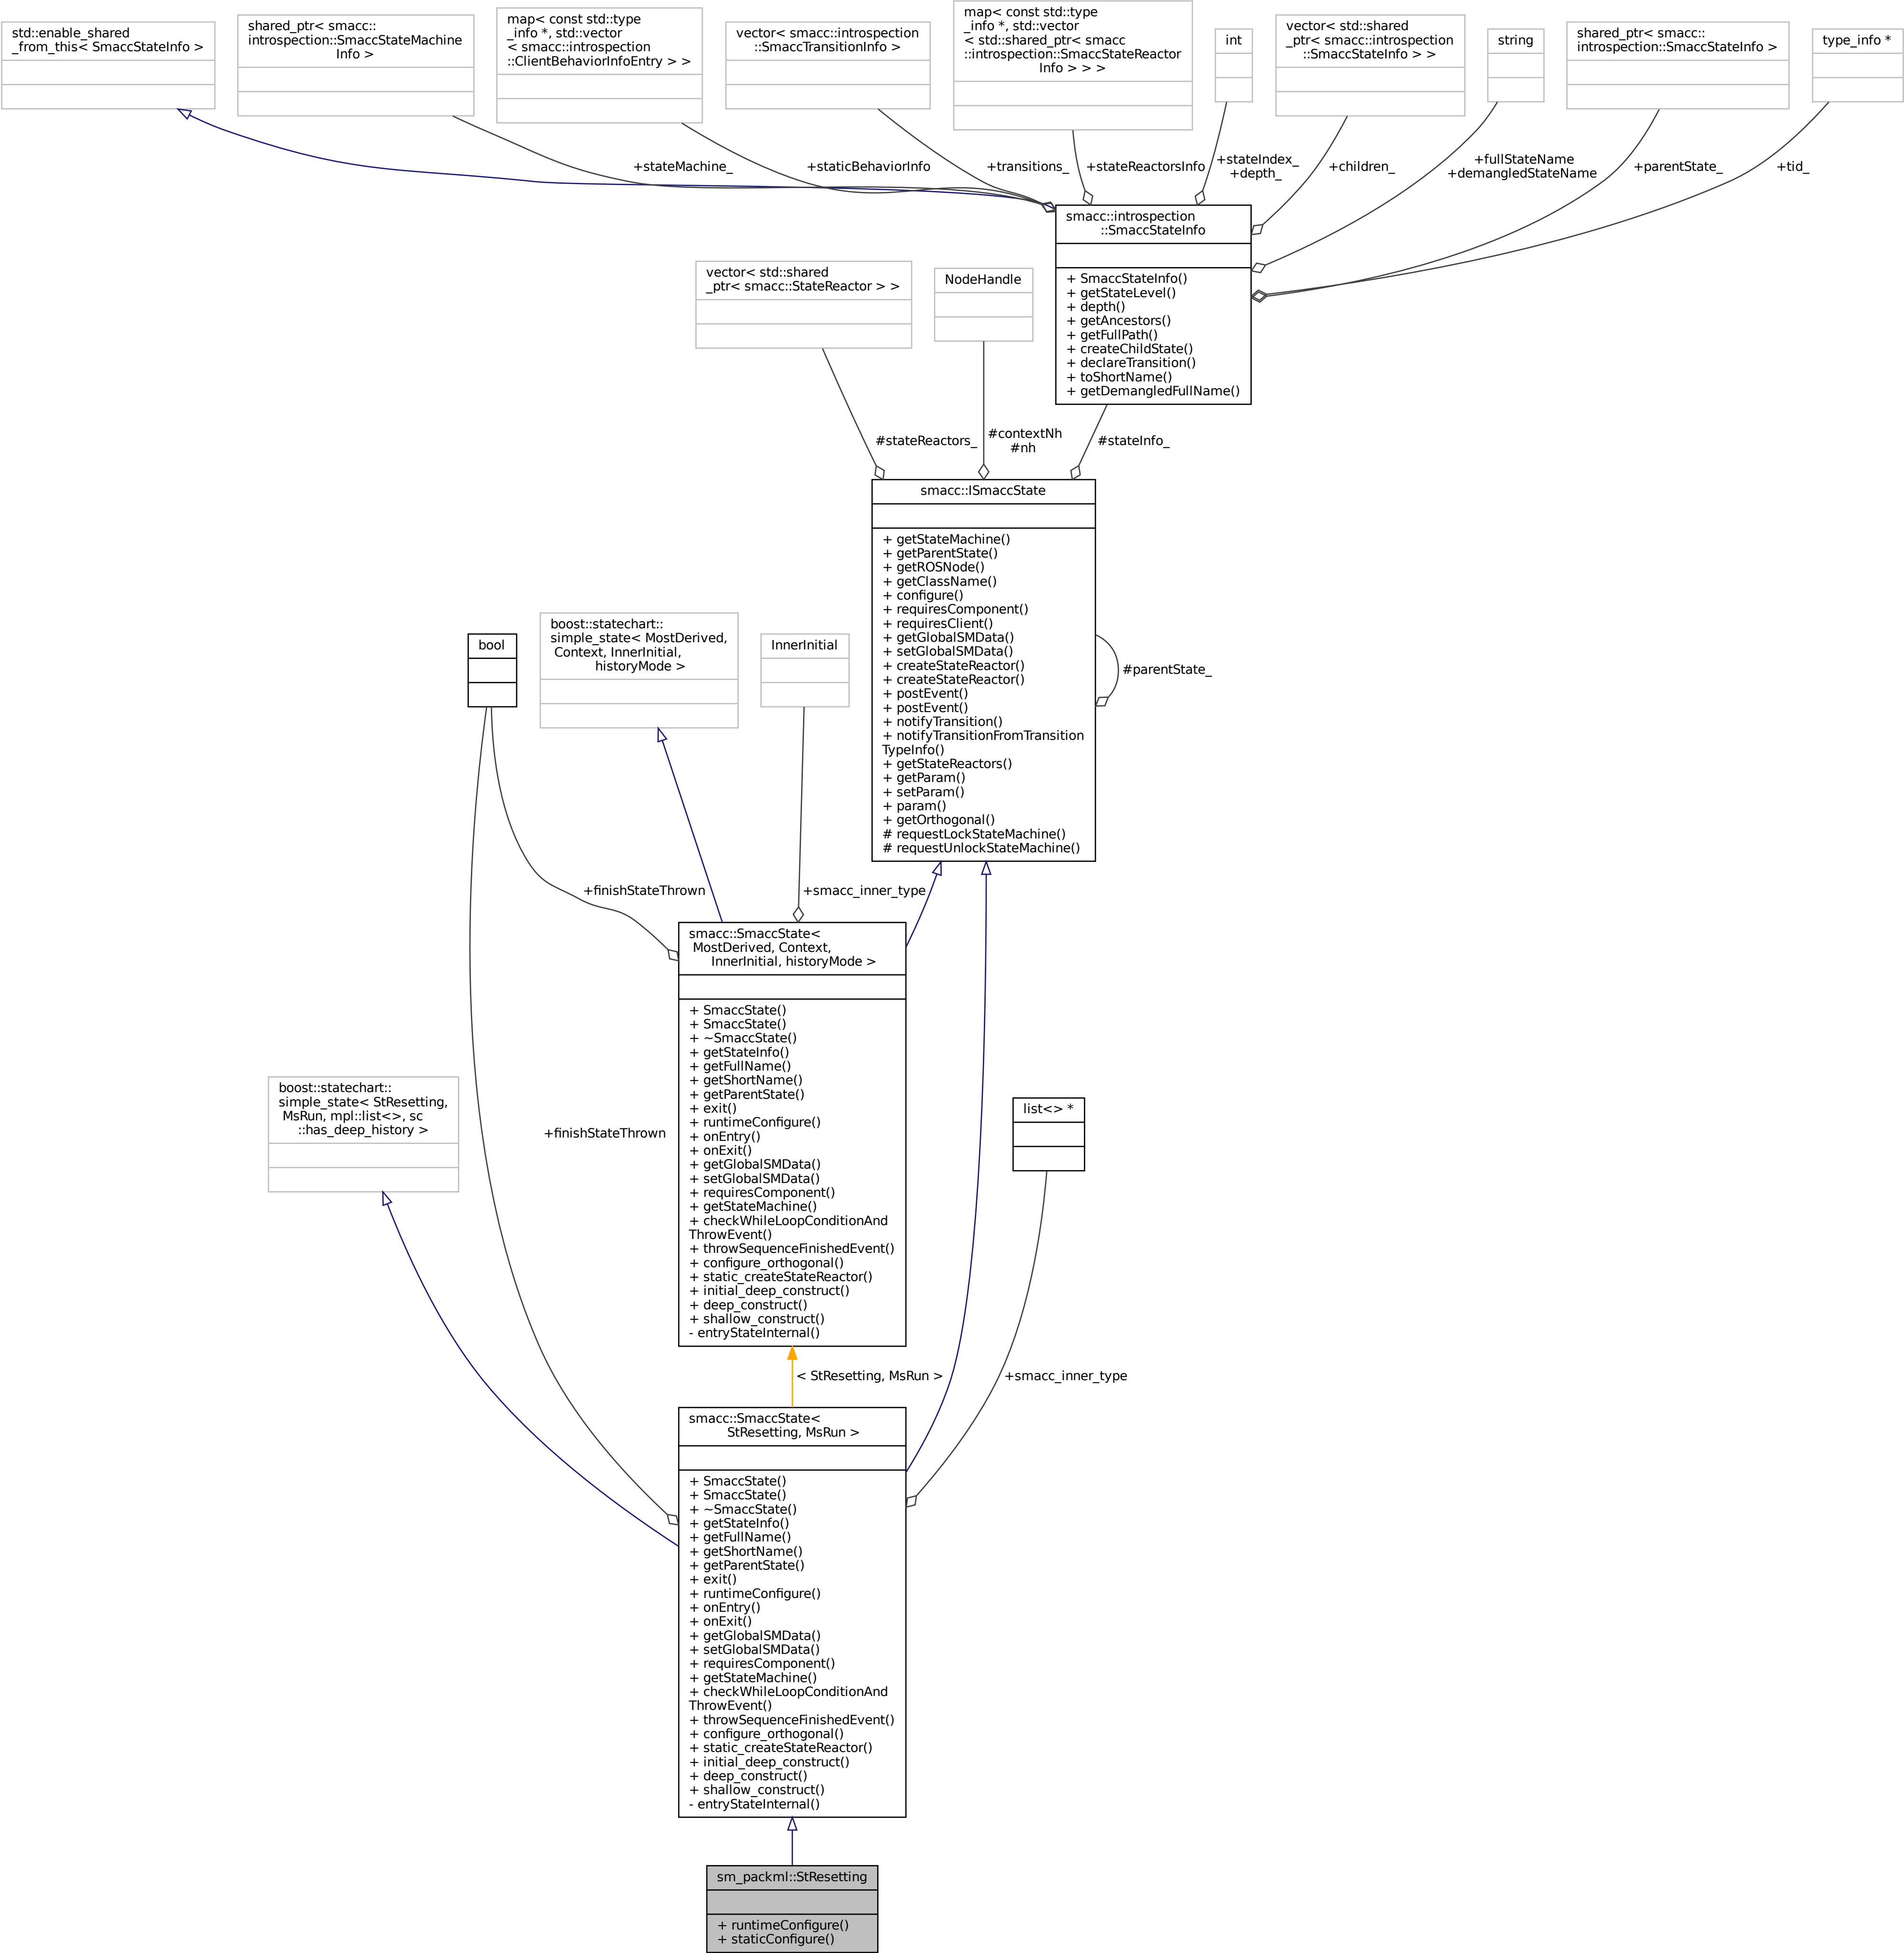 std::enable_shared
_from_this< SmaccStateInfo >
shared_ptr< smacc::
introspection::SmaccStateMachine
Info >
map< const std::type
_info *, std::vector
< smacc::introspection
::ClientBehaviorInfoEntry > >
vector< smacc::introspection
::SmaccTransitionInfo >
map< const std::type
_info *, std::vector
< std::shared_ptr< smacc
::introspection::SmaccStateReactor
Info > > >
int
vector< std::shared
_ptr< smacc::introspection
::SmaccStateInfo > >
string
shared_ptr< smacc::
introspection::SmaccStateInfo >
type_info *
+stateMachine_
+staticBehaviorInfo
+transitions_
+stateReactorsInfo
+stateIndex_
+depth_
+children_
+fullStateName
+demangledStateName
+parentState_
+tid_
smacc::introspection
::SmaccStateInfo
+ SmaccStateInfo()
+ getStateLevel()
+ depth()
+ getAncestors()
+ getFullPath()
+ createChildState()
+ declareTransition()
+ toShortName()
+ getDemangledFullName()
vector< std::shared
_ptr< smacc::StateReactor > >
NodeHandle
#stateReactors_
#contextNh
#nh
#stateInfo_
smacc::ISmaccState
+ getStateMachine()
+ getParentState()
+ getROSNode()
+ getClassName()
+ configure()
+ requiresComponent()
+ requiresClient()
+ getGlobalSMData()
+ setGlobalSMData()
+ createStateReactor()
+ createStateReactor()
+ postEvent()
+ postEvent()
+ notifyTransition()
+ notifyTransitionFromTransition
TypeInfo()
+ getStateReactors()
+ getParam()
+ setParam()
+ param()
+ getOrthogonal()
# requestLockStateMachine()
# requestUnlockStateMachine()
#parentState_
bool
boost::statechart::
simple_state< MostDerived,
Context, InnerInitial,
historyMode >
InnerInitial
+finishStateThrown
+smacc_inner_type
smacc::SmaccState<
MostDerived, Context,
InnerInitial, historyMode >
+ SmaccState()
+ SmaccState()
+ ~SmaccState()
+ getStateInfo()
+ getFullName()
+ getShortName()
+ getParentState()
+ exit()
+ runtimeConfigure()
+ onEntry()
+ onExit()
+ getGlobalSMData()
+ setGlobalSMData()
+ requiresComponent()
+ getStateMachine()
+ checkWhileLoopConditionAnd
ThrowEvent()
+ throwSequenceFinishedEvent()
+ configure_orthogonal()
+ static_createStateReactor()
+ initial_deep_construct()
+ deep_construct()
+ shallow_construct()
- entryStateInternal()
boost::statechart::
simple_state< StResetting,
MsRun, mpl::list<>, sc
::has_deep_history >
+finishStateThrown
list<> *
< StResetting, MsRun >
+smacc_inner_type
smacc::SmaccState<
StResetting, MsRun >
+ SmaccState()
+ SmaccState()
+ ~SmaccState()
+ getStateInfo()
+ getFullName()
+ getShortName()
+ getParentState()
+ exit()
+ runtimeConfigure()
+ onEntry()
+ onExit()
+ getGlobalSMData()
+ setGlobalSMData()
+ requiresComponent()
+ getStateMachine()
+ checkWhileLoopConditionAnd
ThrowEvent()
+ throwSequenceFinishedEvent()
+ configure_orthogonal()
+ static_createStateReactor()
+ initial_deep_construct()
+ deep_construct()
+ shallow_construct()
- entryStateInternal()
sm_packml::StResetting
+ runtimeConfigure()
+ staticConfigure()